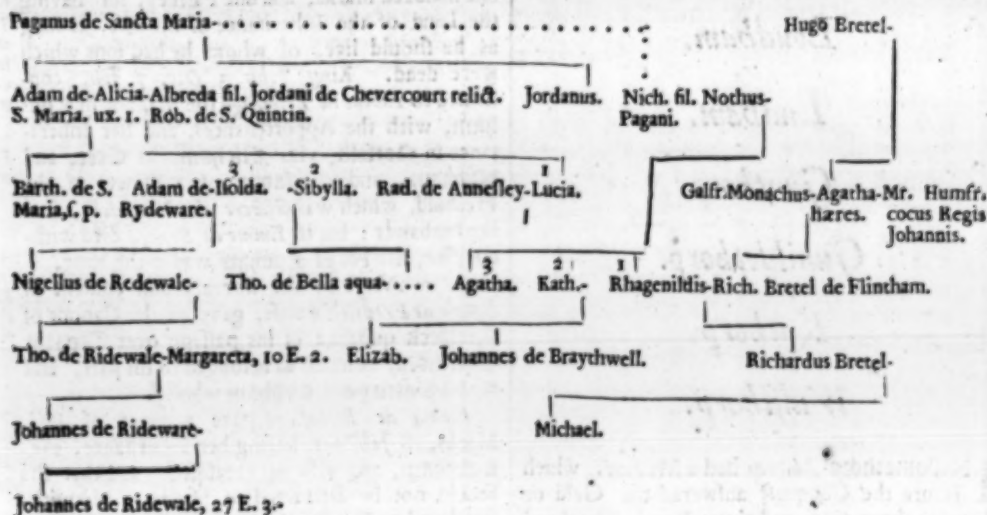 Paganus de Sancta Maria- Hugo Bretel-
Adam de-Alicia-Albreda fil. Jordani de Chevercourt relict. Jordanus. Nich. fil. Nothus-
S. Maria. ux. 1. Rob. de S. Quintin. Pagani.
3 2 1
Barth. de S. Adam de-Isolda. -Sibylla. Rad. de Annesley-Lucia. Galfr. Monachus-Agatha-Mr. Humfr.
Maria, s. p. Rydeware. hæres. cocus Regis
Johannis.
3 2 1
Nigellus de Redewale- Tho. de Bella aqua- Agatha. Kath.- Rhagenildis-Rich. Bretel de Flintham.
Tho. de Ridewale-Margareta, 10 E. 2. Elizab. Johannes de Braythwell. Richardus Bretel-
Johannes de Rideware- Michael.
Johannes de Ridewale, 27 E. 3.-